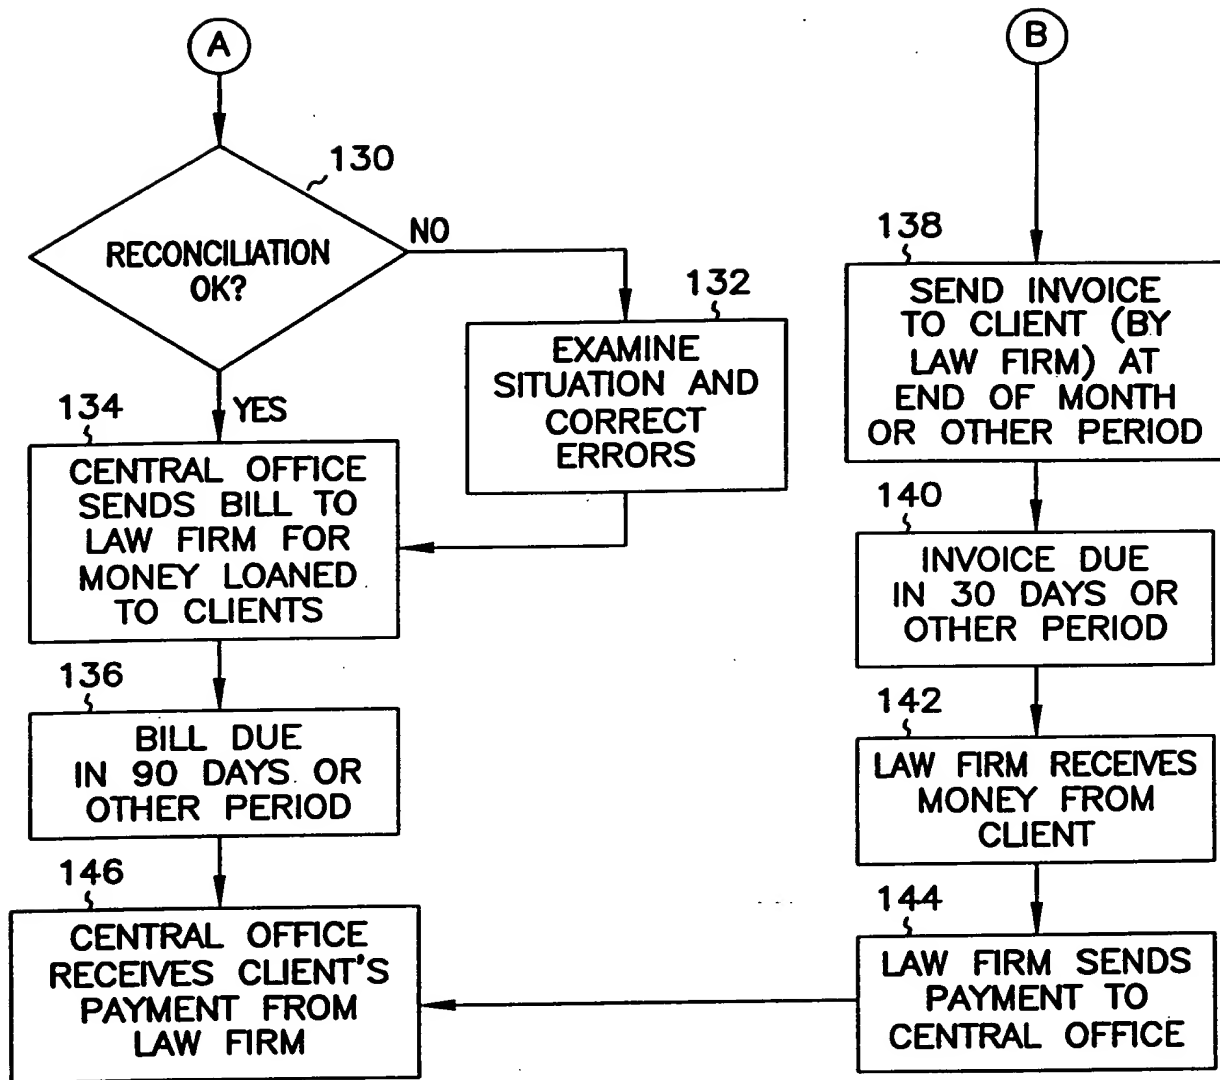 A
130
RECONCILIATION
OK?
NO
YES
132
EXAMINE
SITUATION AND
CORRECT
ERRORS
134
CENTRAL OFFICE
SENDS BILL TO
LAW FIRM FOR
MONEY LOANED
TO CLIENTS
136
BILL DUE
IN 90 DAYS OR
OTHER PERIOD
146
CENTRAL OFFICE
RECEIVES CLIENT'S
PAYMENT FROM
LAW FIRM
B
138
SEND INVOICE
TO CLIENT (BY
LAW FIRM) AT
END OF MONTH
OR OTHER PERIOD
140
INVOICE DUE
IN 30 DAYS OR
OTHER PERIOD
142
LAW FIRM RECEIVES
MONEY FROM
CLIENT
144
LAW FIRM SENDS
PAYMENT TO
CENTRAL OFFICE